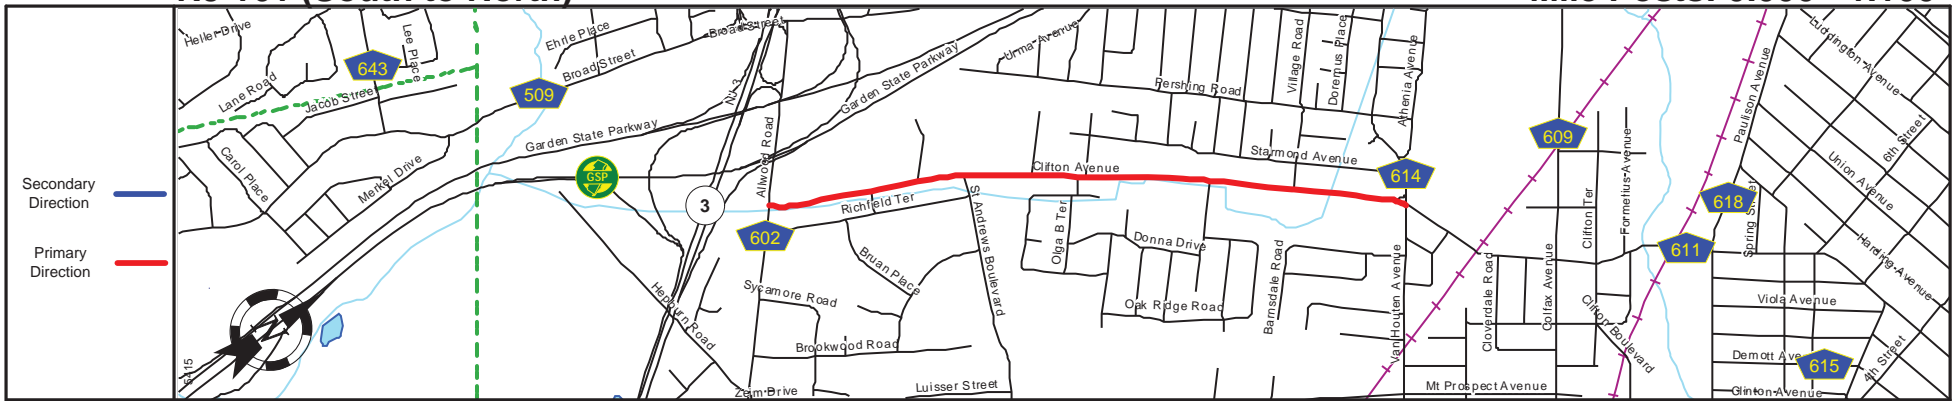 Secondary
Direction
Primary
Direction
Heller Drive
Lee Place
643
Lane Road
Jacob Street
Carol Place
Merkel Drive
5415
509
Ehrle Place
Broad Street
Broad Street
Garden State Parkway
Garden State Parkway
GSP
3
NJ 3
Allwood Road
602
Richfield Ter
Hepburn Road
Sycamore Road
Bruan Place
Brookwood Road
Zeim Drive
Luisser Street
St Andrews Boulevard
Urma Avenue
Pershing Road
Village Road
Doremus Place
Athenia Avenue
Starmond Avenue
Clifton Avenue
614
Olga B Ter
Donna Drive
Oak Ridge Road
Barnsdale Road
Van Houten Avenue
609
Cloverdale Road
Colfax Avenue
Clifton Ter
Fornelius Avenue
Clifton Boulevard
Mt Prospect Avenue
Paulison Avenue
618
611
Spring Street
Luddington Avenue
6th Street
Union Avenue
Harding Avenue
Viola Avenue
Demott Ave
615
4th Street
Clinton Avenue